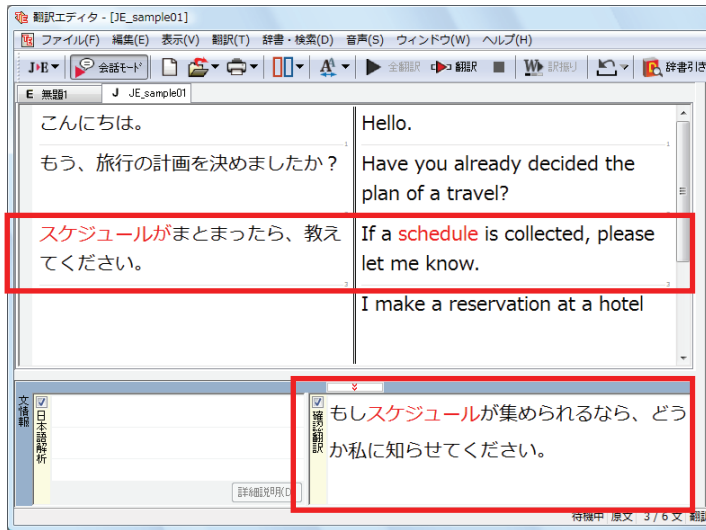 翻訳エディタ - [JE_sample01]
ファイル(F) 編集(E) 表示(V) 翻訳(T) 辞書・検索(D) 音声(S) ウィンドウ(W) ヘルプ(H)
J▸E 会話モード 全翻訳 翻訳 訳振り 辞書引き
E 無題1 J JE_sample01
こんにちは。
Hello.
1
1
もう、旅行の計画を決めましたか？
Have you already decided the
plan of a travel?
スケジュールがまとまったら、教え
てください。
3
If a schedule is collected, please
let me know.
3
I make a reservation at a hotel
文情報
日本語解析
詳細説明(D
確認翻訳
もしスケジュールが集められるなら、どう
か私に知らせてください。
待機中 原文 3 / 6 文 翻訳